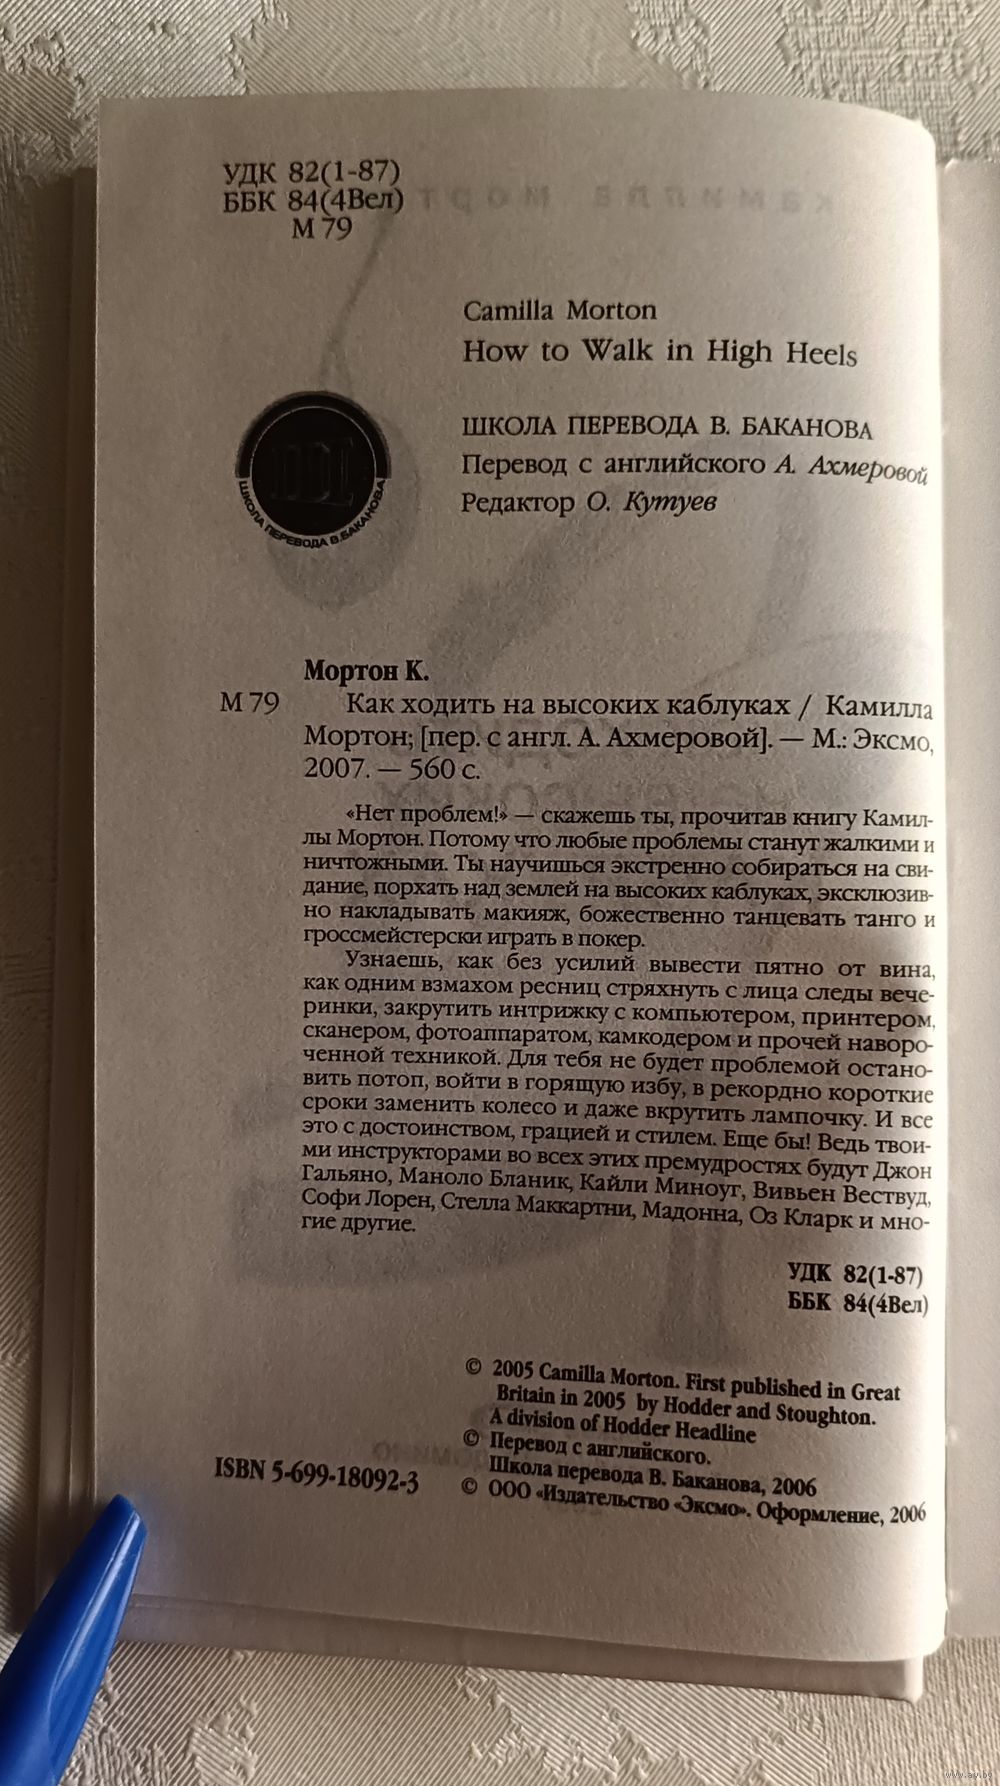 УДК 82(1-87)
ББК 84(4Вел)
М 79
Camilla Morton
How to Walk in High Heels
ШКОЛА ПЕРЕВОДА В. БАКАНОВА
Перевод с английского А. Ахмеровой
Редактор О. Кутуев
ШКОЛА ПЕРЕВОДА В. БАКАНОВА
Мортон К.
М 79 Как ходить на высоких каблуках / Камилла
Мортон; [пер. с англ. А. Ахмеровой]. — М.: Эксмо,
2007. — 560 с.
«Нет проблем!» — скажешь ты, прочитав книгу Камил-
лы Мортон. Потому что любые проблемы станут жалкими и
ничтожными. Ты научишься экстренно собираться на сви-
дание, порхать над землей на высоких каблуках, эксклюзив-
но накладывать макияж, божественно танцевать танго и
гроссмейстерски играть в покер.
Узнаешь, как без усилий вывести пятно от вина,
как одним взмахом ресниц стряхнуть с лица следы вече-
ринки, закрутить интрижку с компьютером, принтером,
сканером, фотоаппаратом, камкодером и прочей наворо-
ченной техникой. Для тебя не будет проблемой остано-
вить потоп, войти в горящую избу, в рекордно короткие
сроки заменить колесо и даже вкрутить лампочку. И все
это с достоинством, грацией и стилем. Еще бы! Ведь твои-
ми инструкторами во всех этих премудростях будут Джон
Гальяно, Маноло Бланик, Кайли Миноуг, Вивьен Вествуд,
Софи Лорен, Стелла Маккартни, Мадонна, Оз Кларк и мно-
гие другие.
УДК 82(1-87)
ББК 84(4Вел)
© 2005 Camilla Morton. First published in Great
Britain in 2005 by Hodder and Stoughton.
A division of Hodder Headline
© Перевод с английского.
Школа перевода В. Баканова, 2006
ISBN 5-699-18092-3 © ООО «Издательство «Эксмо». Оформление, 2006
www.ay.by